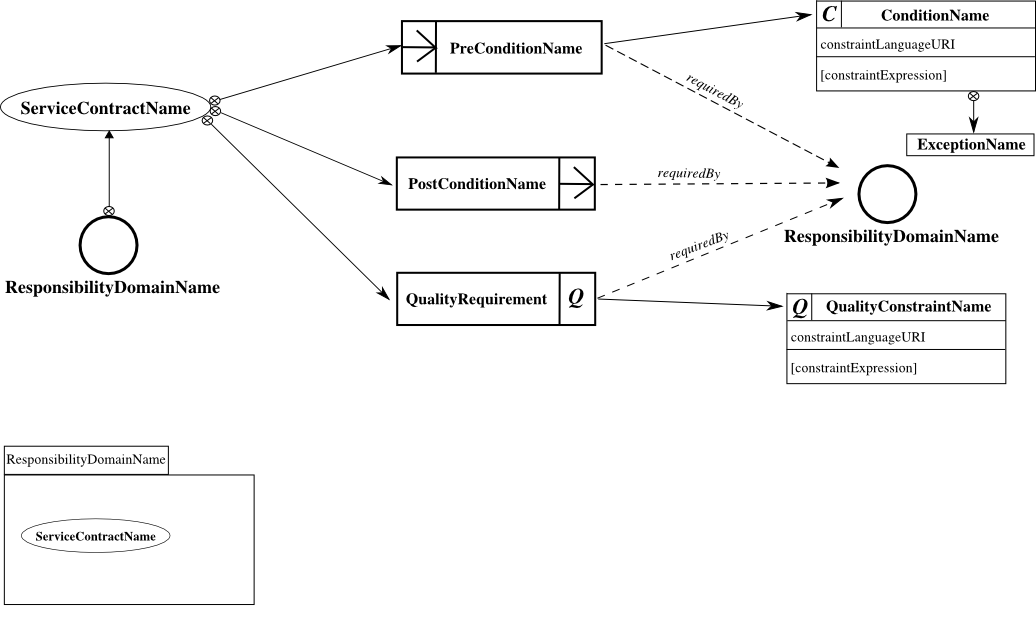 C ConditionName
constraintLanguageURI
[constraintExpression]
PreConditionName
requiredBy
ServiceContractName
ExceptionName
PostConditionName
requiredBy
ResponsibilityDomainName
requiredBy
ResponsibilityDomainName
QualityRequirement Q
Q QualityConstraintName
constraintLanguageURI
[constraintExpression]
ResponsibilityDomainName
ServiceContractName